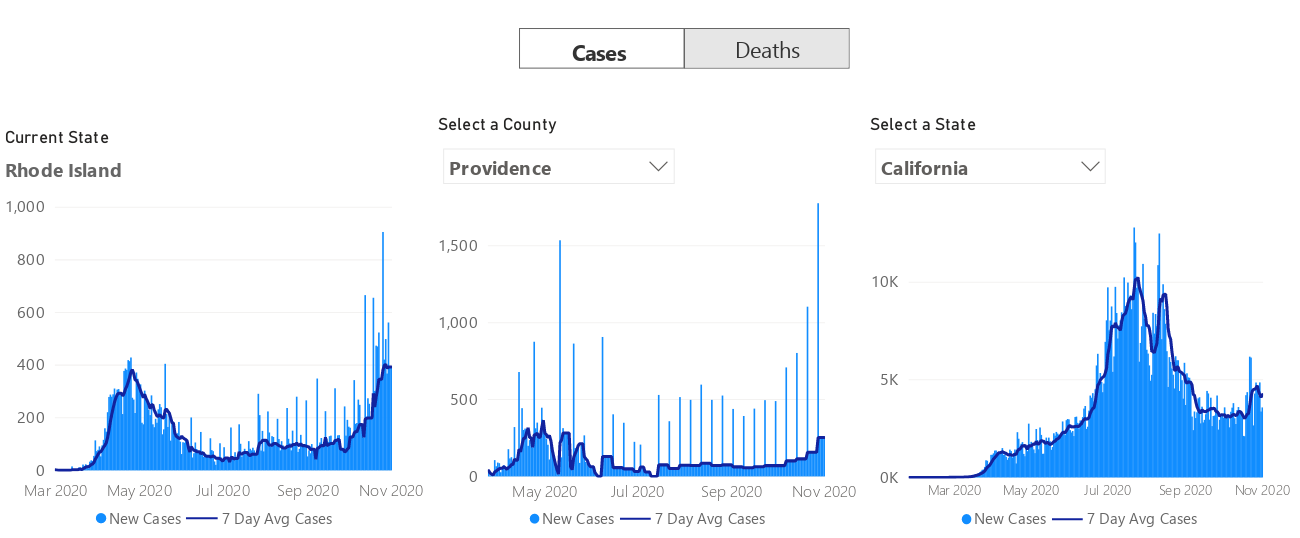 Cases Deaths
Current State
Rhode Island
1,000
800
600
400
200
0
Mar 2020 May 2020 Jul 2020 Sep 2020 Nov 2020
New Cases 7 Day Avg Cases
Select a County
Providence
1,500
1,000
500
0
May 2020 Jul 2020 Sep 2020 Nov 2020
New Cases 7 Day Avg Cases
Select a State
California
10K
5K
0K
Mar 2020 May 2020 Jul 2020 Sep 2020 Nov 2020
New Cases 7 Day Avg Cases